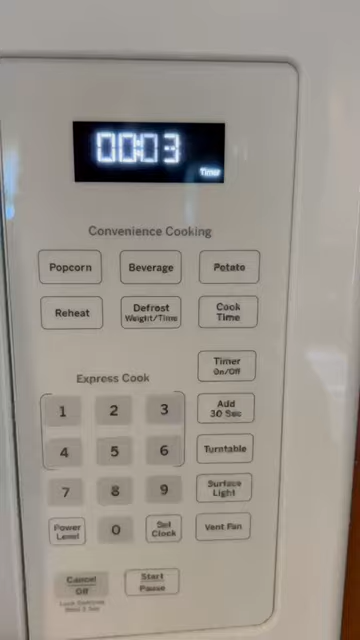 00:03
Timer
Convenience Cooking
Popcorn
Beverage
Potato
Reheat
Defrost
Weight/Time
Cook
Time
Timer
On/Off
Express Cook
1
2
3
Add
30 Sec
4
5
6
Turntable
7
8
9
Surface
Light
Power
Level
0
Set
Clock
Vent Fan
Cancel
Off
Start
Pause